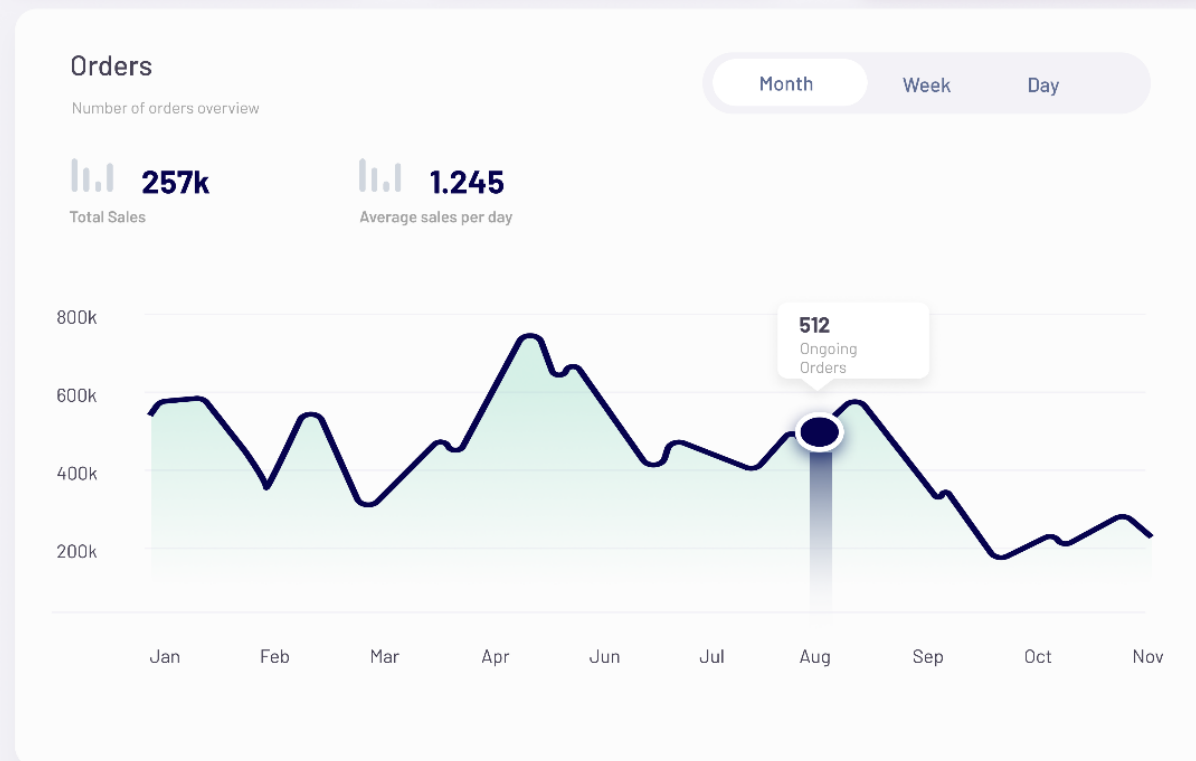 Orders
Number of orders overview
Month
Week
Day
257k
Total Sales
1.245
Average sales per day
800k
600k
400k
200k
512
Ongoing
Orders
Jan
Feb
Mar
Apr
Jun
Jul
Aug
Sep
Oct
Nov